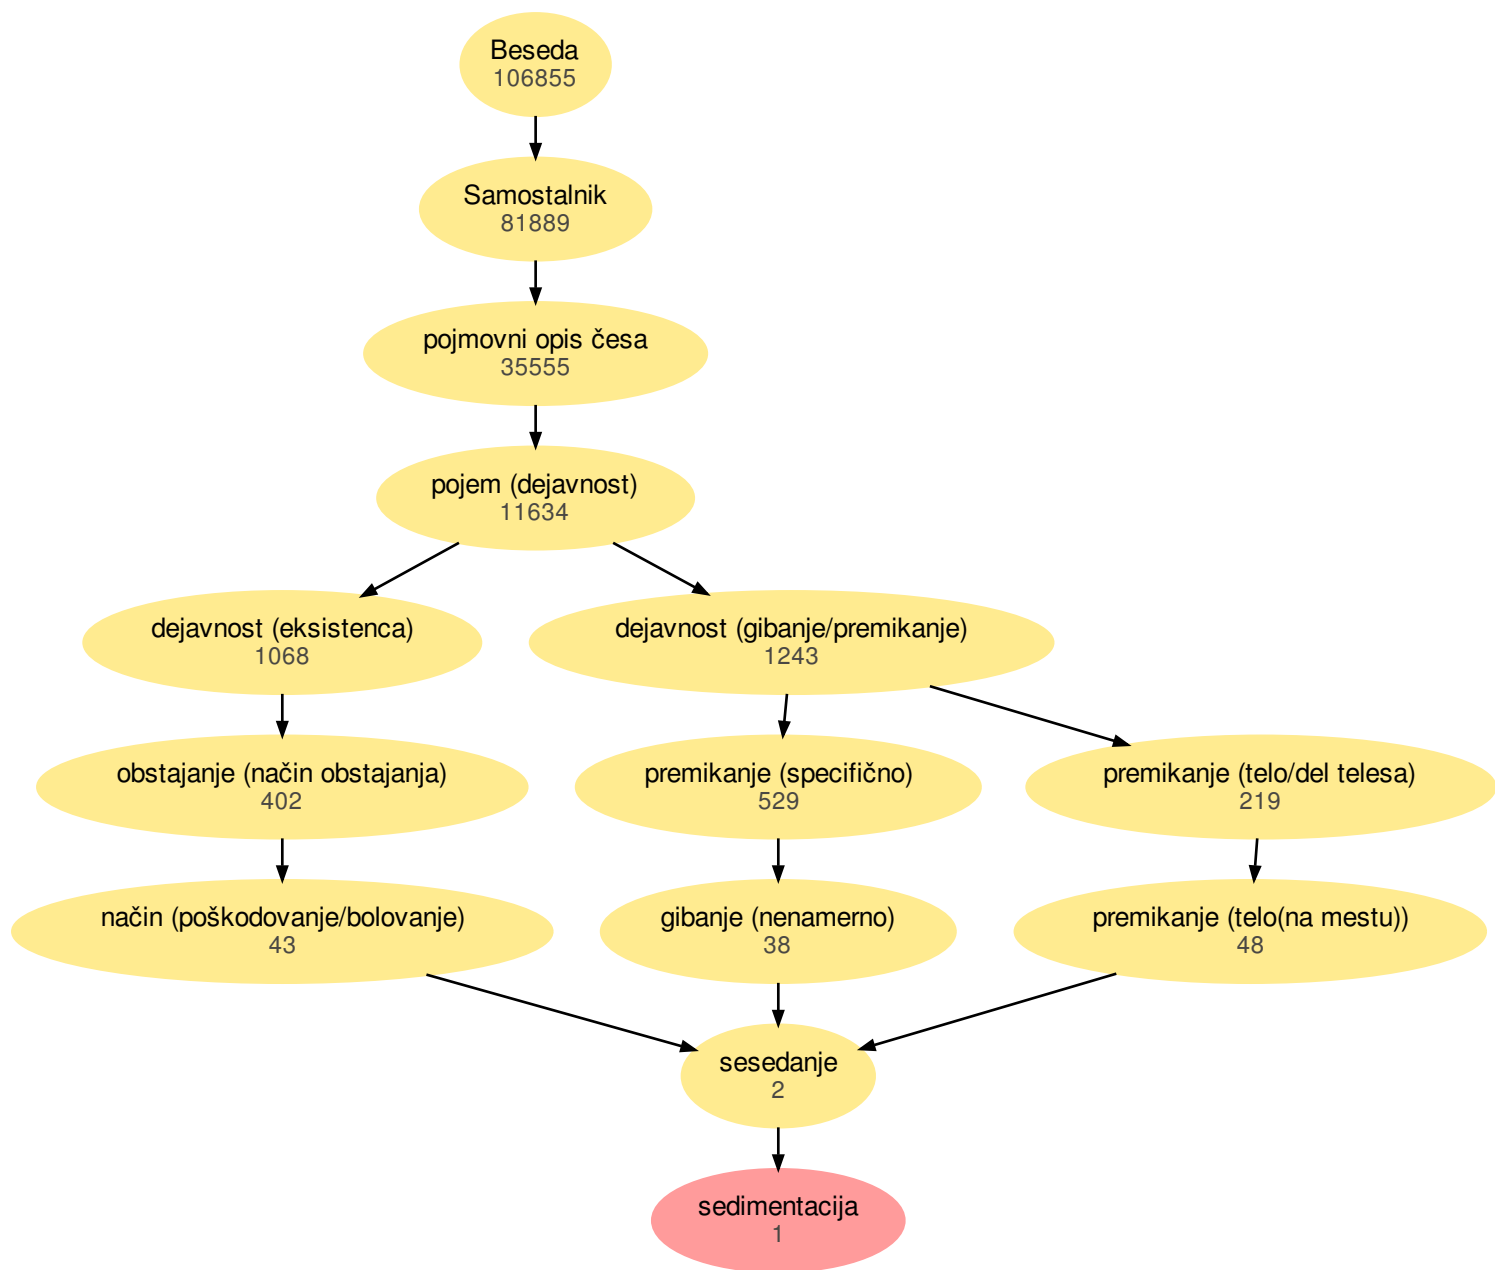 Beseda
106855
Samostalnik
81889
pojmovni opis česa
35555
pojem (dejavnost)
11634
dejavnost (eksistenca)
1068
dejavnost (gibanje/premikanje)
1243
obstajanje (način obstajanja)
402
premikanje (specifično)
529
premikanje (telo/del telesa)
219
način (poškodovanje/bolovanje)
43
gibanje (nenamerno)
38
premikanje (telo(na mestu))
48
sesedanje
2
sedimentacija
1